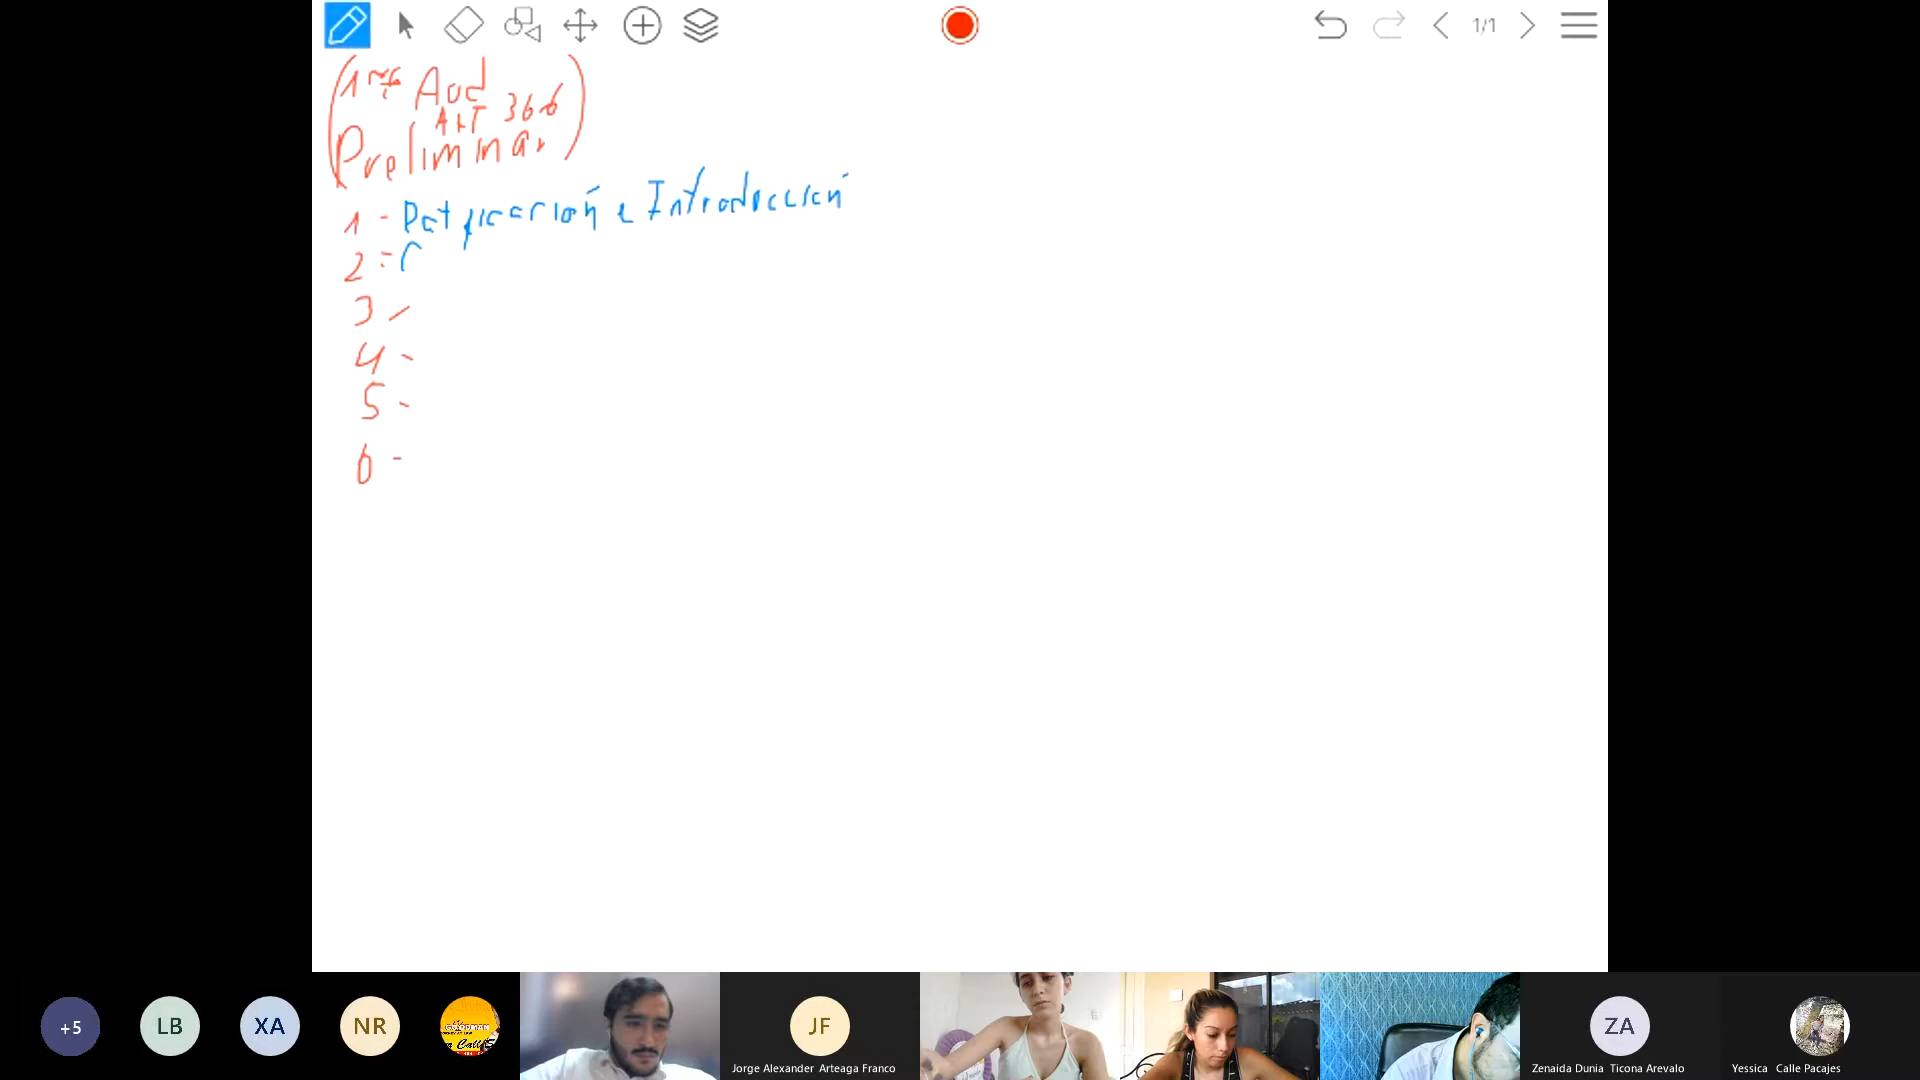 1/1
Aud
Art 366
Preliminar
1- Ratificación e Introducción
2-
3-
4-
5-
6-
+5
LB
XA
NR
GOODMAN
JF
Jorge Alexander Arteaga Franco
ZA
Zenaida Dunia Ticona Arevalo
Yessica Calle Pacajes